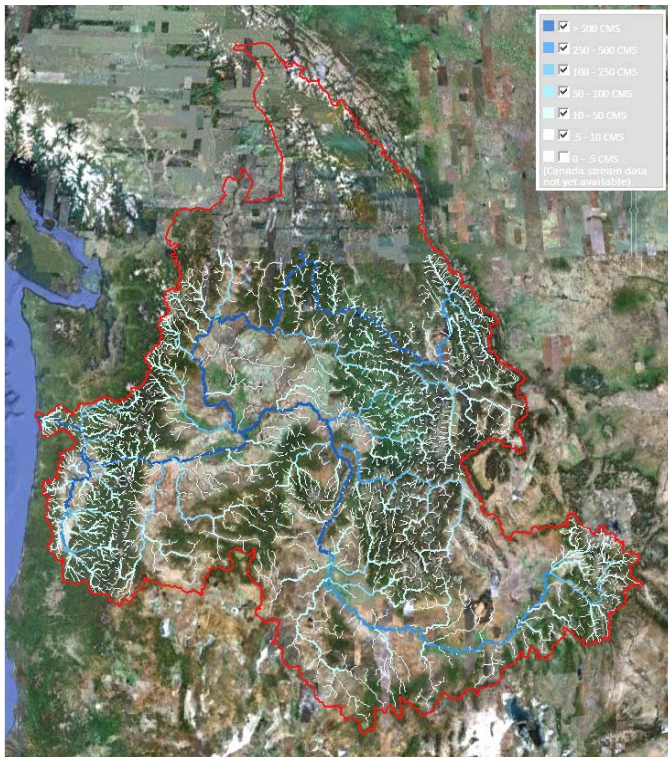 > 500 CMS
250 - 500 CMS
100 - 250 CMS
50 - 100 CMS
10 - 50 CMS
.5 - 10 CMS
0 - .5 CMS
(Canada stream data
not yet available)